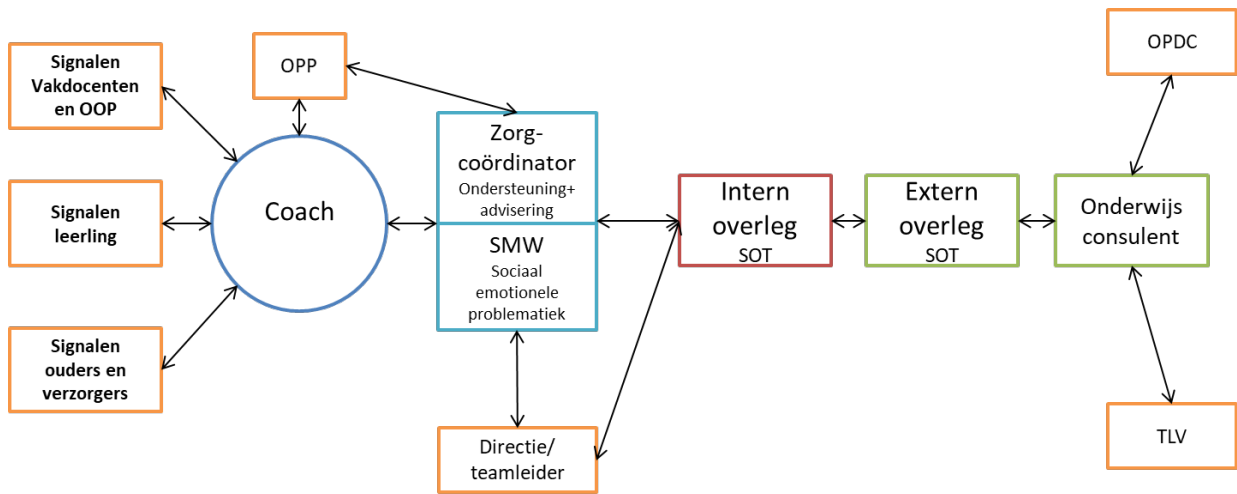 Signalen
Vakdocenten
en OOP
Signalen
leerling
Signalen
ouders en
verzorgers
OPP
Coach
Zorg-
coördinator
Ondersteuning+
advisering
SMW
Sociaal
emotionele
problematiek
Directie/
teamleider
Intern
overleg
SOT
Extern
overleg
SOT
Onderwijs
consulent
OPDC
TLV